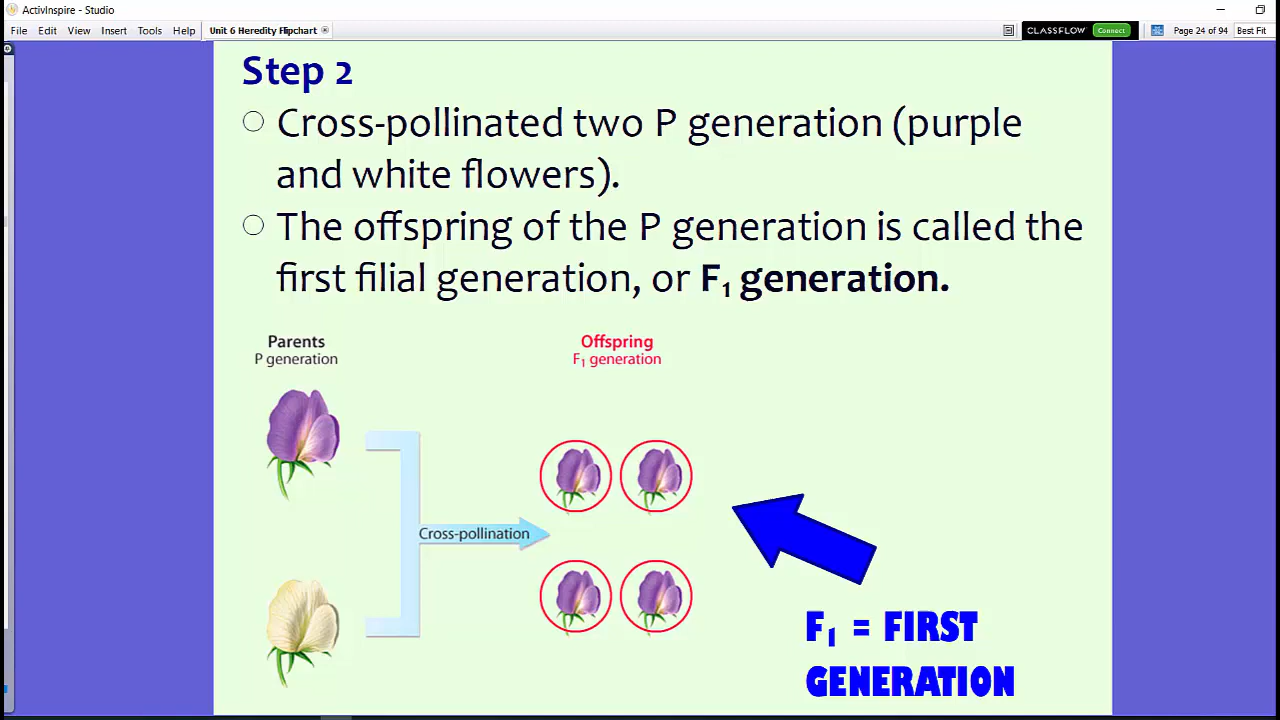 ActivInspire - Studio
File Edit View Insert Tools Help Unit 6 Heredity Flipchart CLASSFLOW Connect Page 24 of 94 Best Fit
Step 2
Cross-pollinated two P generation (purple
and white flowers).
The offspring of the P generation is called the
first filial generation, or F₁ generation.
Parents
P generation
Offspring
F₁ generation
Cross-pollination
F₁ = FIRST
GENERATION